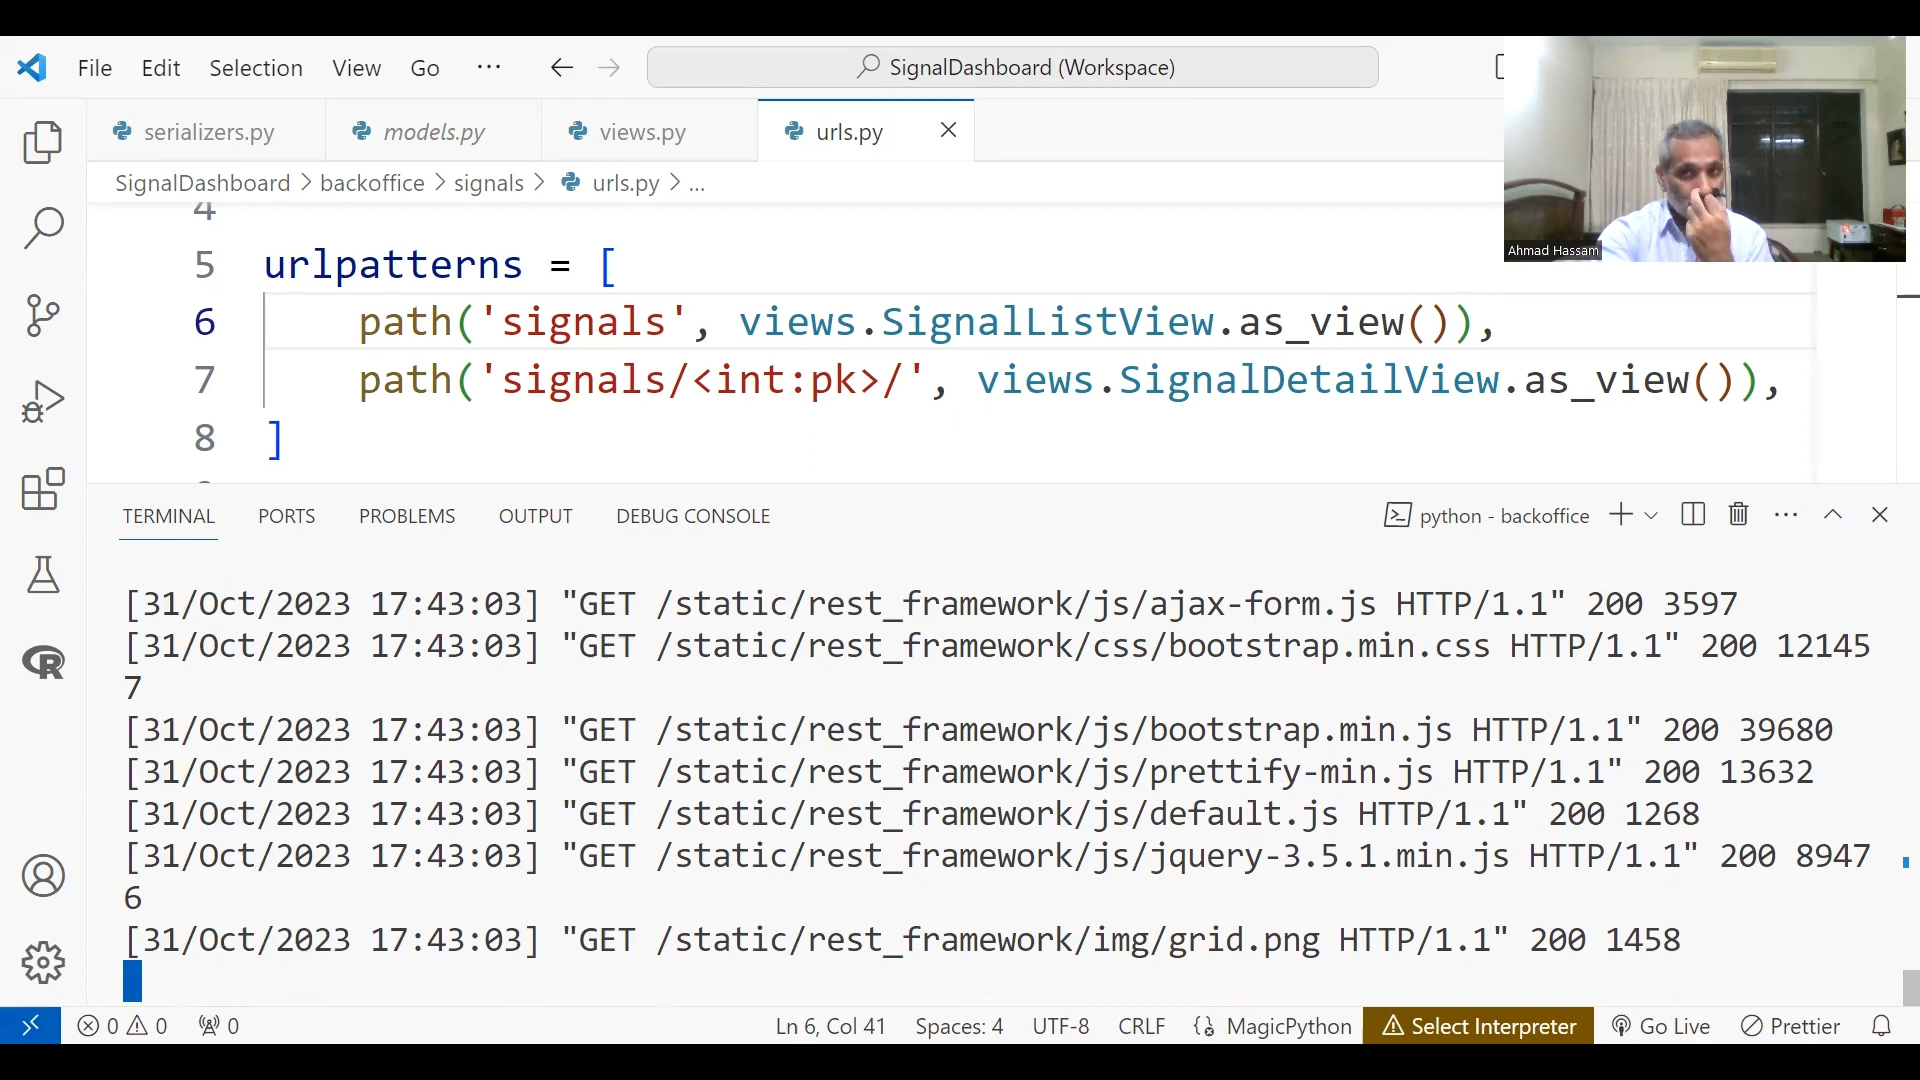 File Edit Selection View Go ··· SignalDashboard (Workspace)
serializers.py models.py views.py urls.py
SignalDashboard > backoffice > signals > urls.py > ...
Ahmad Hassam
4
5 urlpatterns = [
6 path('signals', views.SignalListView.as_view()),
7 path('signals/<int:pk>/', views.SignalDetailView.as_view()),
8 ]
TERMINAL PORTS PROBLEMS OUTPUT DEBUG CONSOLE python - backoffice
[31/Oct/2023 17:43:03] "GET /static/rest_framework/js/ajax-form.js HTTP/1.1" 200 3597
[31/Oct/2023 17:43:03] "GET /static/rest_framework/css/bootstrap.min.css HTTP/1.1" 200 12145
7
[31/Oct/2023 17:43:03] "GET /static/rest_framework/js/bootstrap.min.js HTTP/1.1" 200 39680
[31/Oct/2023 17:43:03] "GET /static/rest_framework/js/prettify-min.js HTTP/1.1" 200 13632
[31/Oct/2023 17:43:03] "GET /static/rest_framework/js/default.js HTTP/1.1" 200 1268
[31/Oct/2023 17:43:03] "GET /static/rest_framework/js/jquery-3.5.1.min.js HTTP/1.1" 200 8947
6
[31/Oct/2023 17:43:03] "GET /static/rest_framework/img/grid.png HTTP/1.1" 200 1458
0 0 0 Ln 6, Col 41 Spaces: 4 UTF-8 CRLF MagicPython Select Interpreter Go Live Prettier